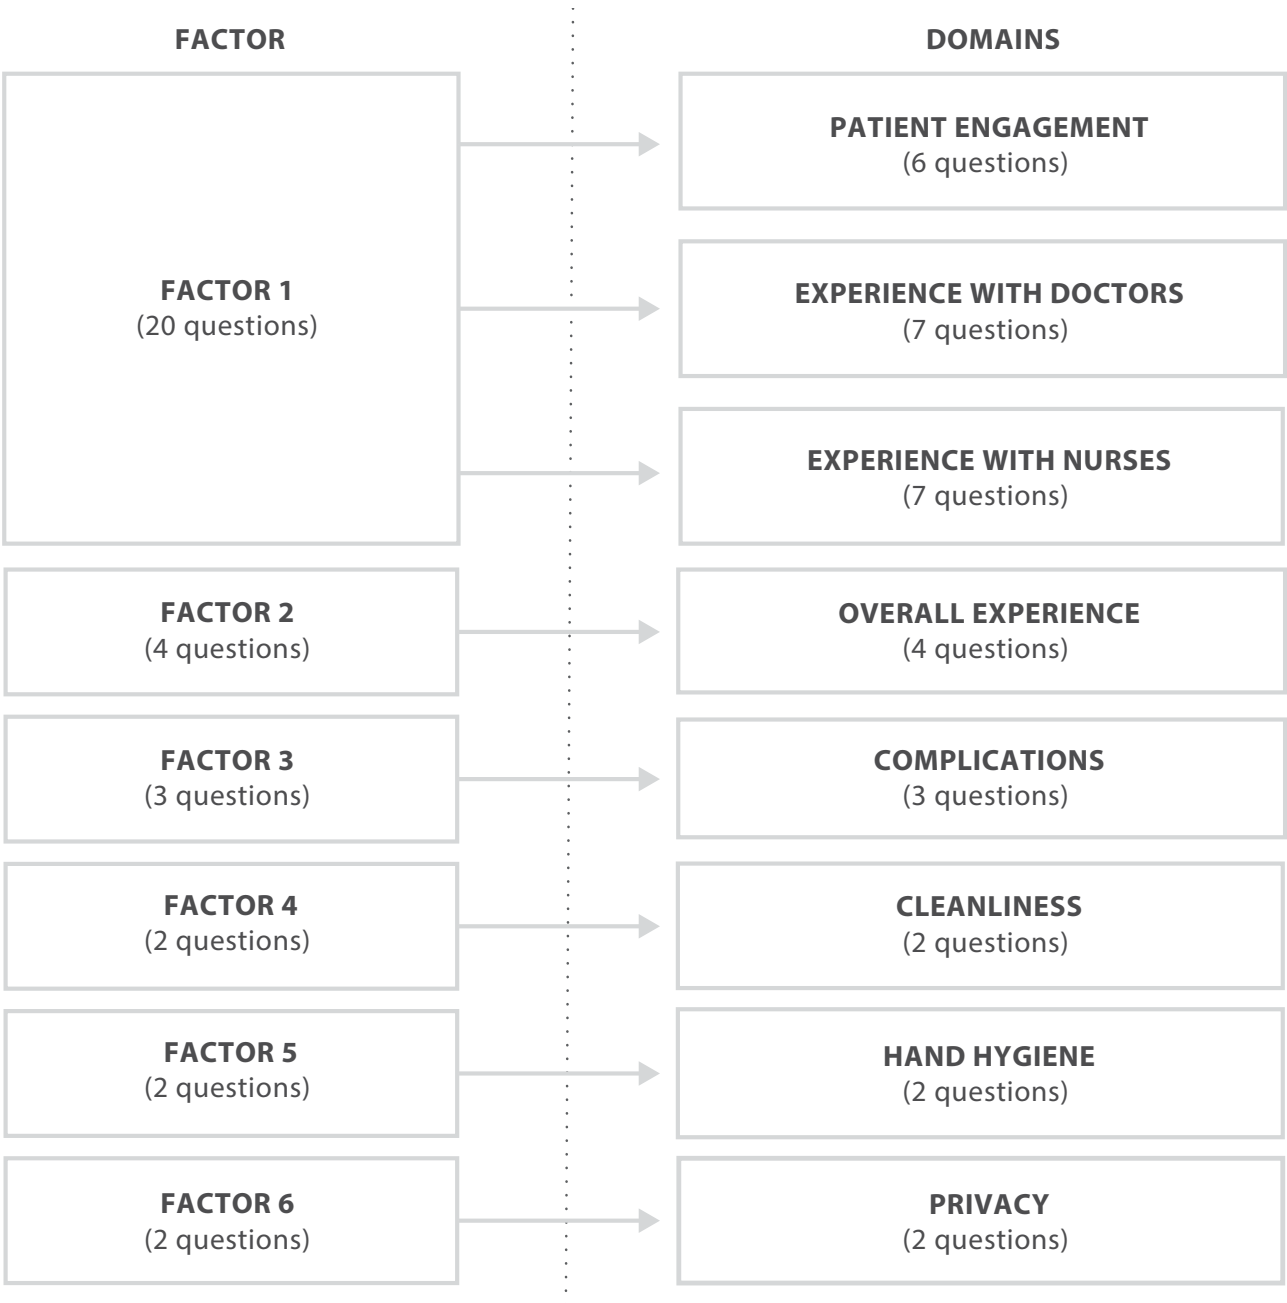 FACTOR
DOMAINS
FACTOR 1
(20 questions)
PATIENT ENGAGEMENT
(6 questions)
EXPERIENCE WITH DOCTORS
(7 questions)
EXPERIENCE WITH NURSES
(7 questions)
FACTOR 2
(4 questions)
OVERALL EXPERIENCE
(4 questions)
FACTOR 3
(3 questions)
COMPLICATIONS
(3 questions)
FACTOR 4
(2 questions)
CLEANLINESS
(2 questions)
FACTOR 5
(2 questions)
HAND HYGIENE
(2 questions)
FACTOR 6
(2 questions)
PRIVACY
(2 questions)